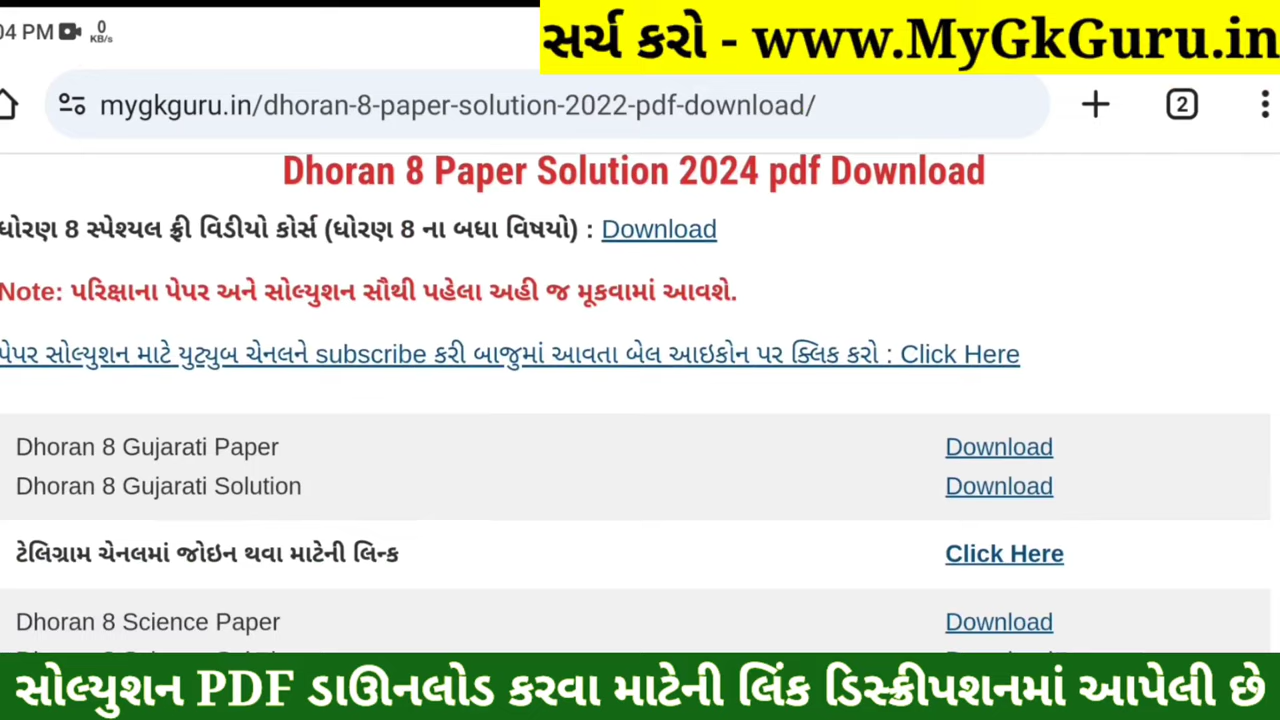 04 PM 0 KB/s
સર્ચ કરો - www.MyGkGuru.in
mygkguru.in/dhoran-8-paper-solution-2022-pdf-download/ 2
Dhoran 8 Paper Solution 2024 pdf Download
ધોરણ 8 સ્પેશ્યલ ફ્રી વિડીયો કોર્સ (ધોરણ 8 ના બધા વિષયો) : Download
Note: પરિક્ષાના પેપર અને સોલ્યુશન સૌથી પહેલા અહી જ મૂકવામાં આવશે.
પેપર સોલ્યુશન માટે યુટ્યુબ ચેનલને subscribe કરી બાજુમાં આવતા બેલ આઇકોન પર ક્લિક કરો : Click Here
Dhoran 8 Gujarati Paper Download
Dhoran 8 Gujarati Solution Download
ટેલિગ્રામ ચેનલમાં જોઇન થવા માટેની લિન્ક Click Here
Dhoran 8 Science Paper Download
સોલ્યુશન PDF ડાઊનલોડ કરવા માટેની લિંક ડિસ્ક્રીપશનમાં આપેલી છે